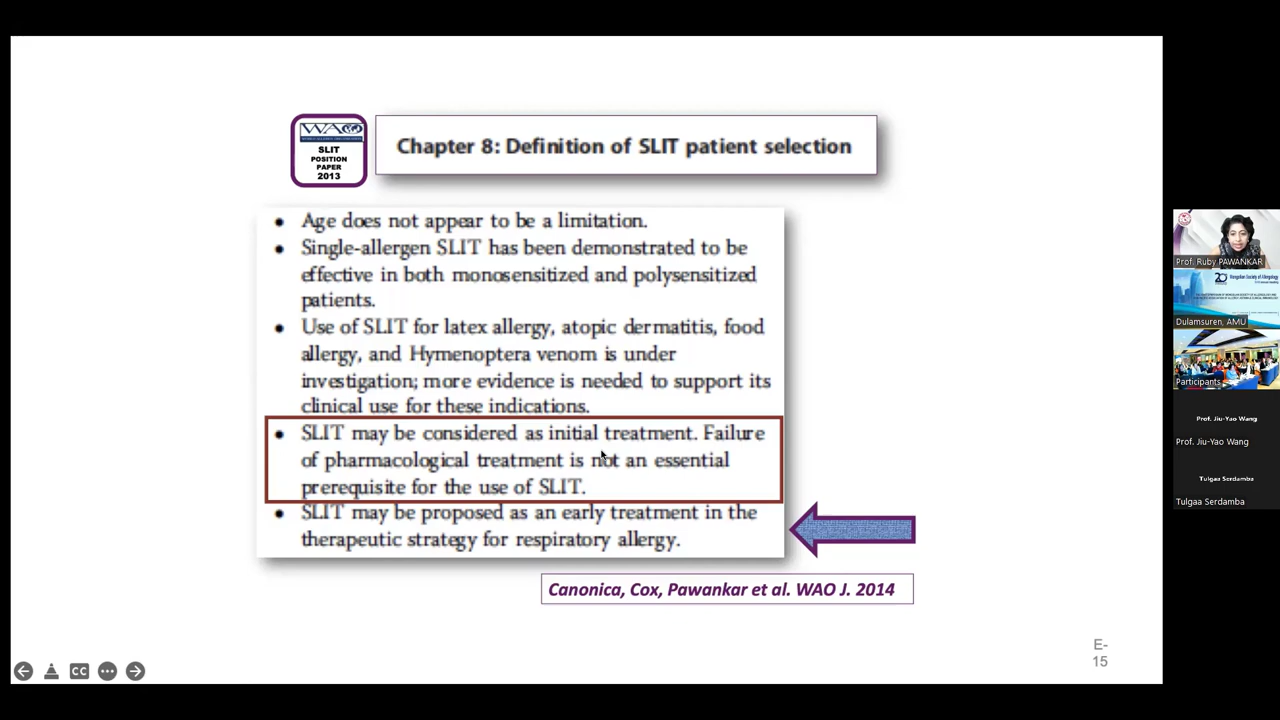 WAO
SLIT
POSITION
PAPER
2013
Chapter 8: Definition of SLIT patient selection
• Age does not appear to be a limitation.
• Single-allergen SLIT has been demonstrated to be
effective in both monosensitized and polysensitized
patients.
• Use of SLIT for latex allergy, atopic dermatitis, food
allergy, and Hymenoptera venom is under
investigation; more evidence is needed to support its
clinical use for these indications.
• SLIT may be considered as initial treatment. Failure
of pharmacological treatment is not an essential
prerequisite for the use of SLIT.
• SLIT may be proposed as an early treatment in the
therapeutic strategy for respiratory allergy.
Canonica, Cox, Pawankar et al. WAO J. 2014
E-
15
CC
Prof. Ruby PAWANKAR
20
Mongolian Society of Allergology
Dulamsuren, AMU
Participants
Prof. Jiu-Yao Wang
Prof. Jiu-Yao Wang
Tulgaa Serdamba
Tulgaa Serdamba